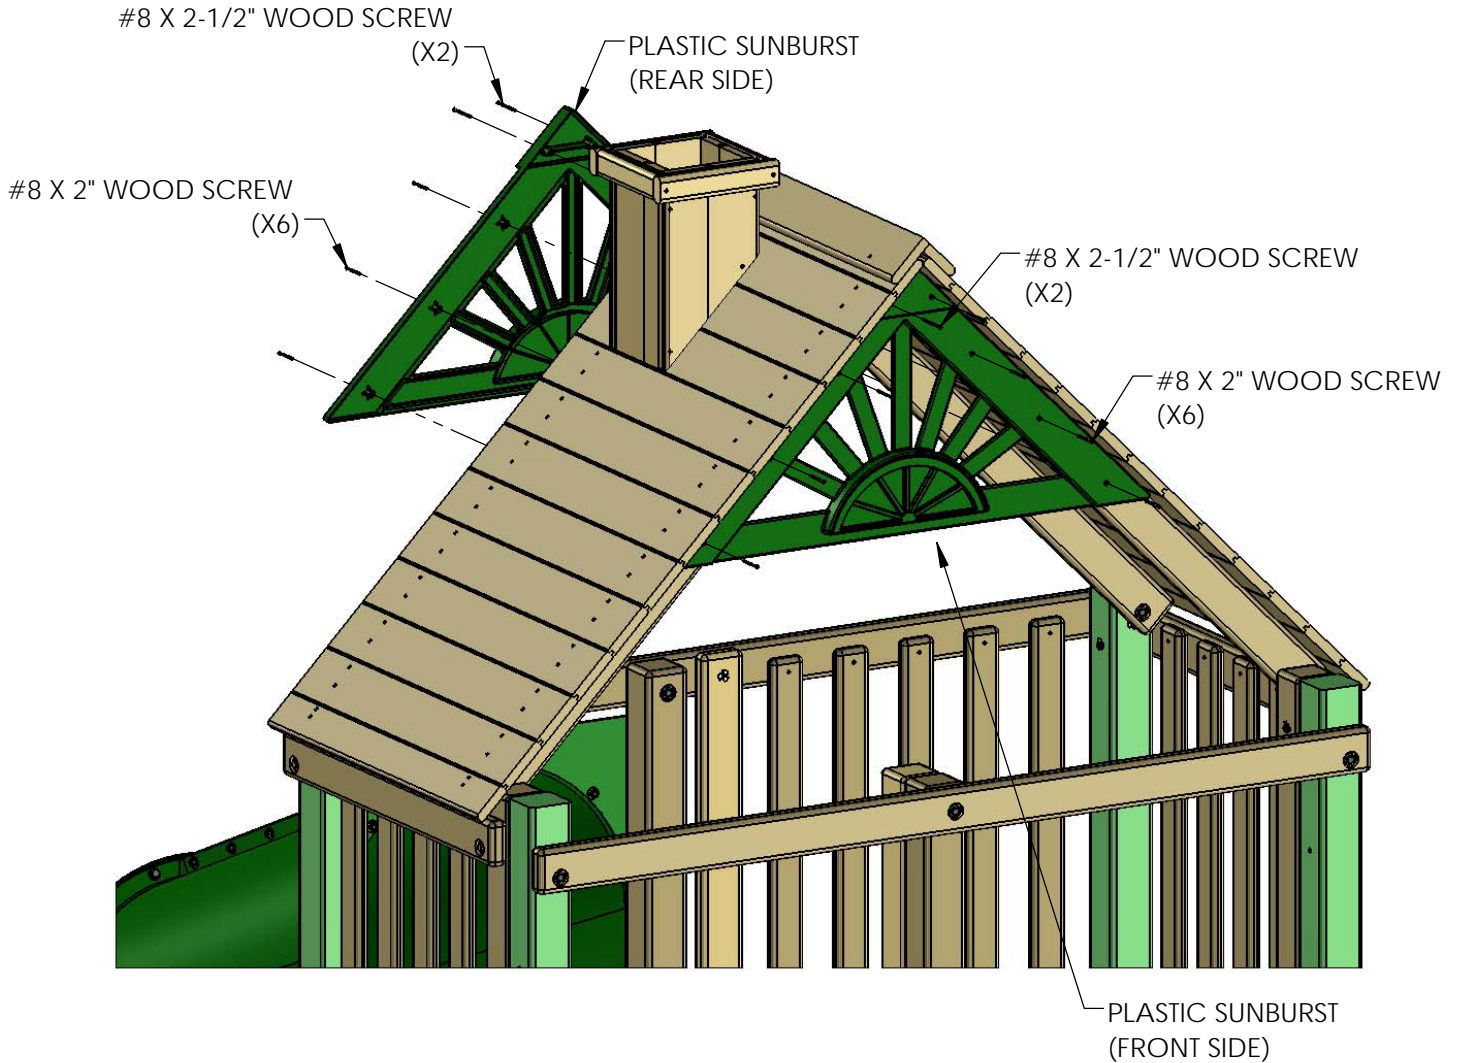 #8 X 2-1/2" WOOD SCREW
(X2)
PLASTIC SUNBURST
(REAR SIDE)
#8 X 2" WOOD SCREW
(X6)
#8 X 2-1/2" WOOD SCREW
(X2)
#8 X 2" WOOD SCREW
(X6)
PLASTIC SUNBURST
(FRONT SIDE)